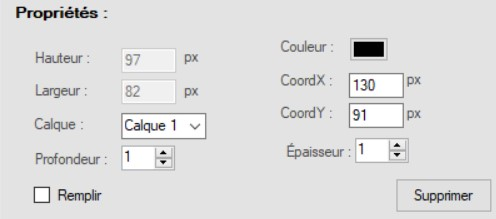 Propriétés :
Hauteur : 97 px
Largeur : 82 px
Calque : Calque 1
Profondeur : 1
Remplir
Couleur :
CoordX : 130 px
CoordY : 91 px
Épaisseur : 1
Supprimer